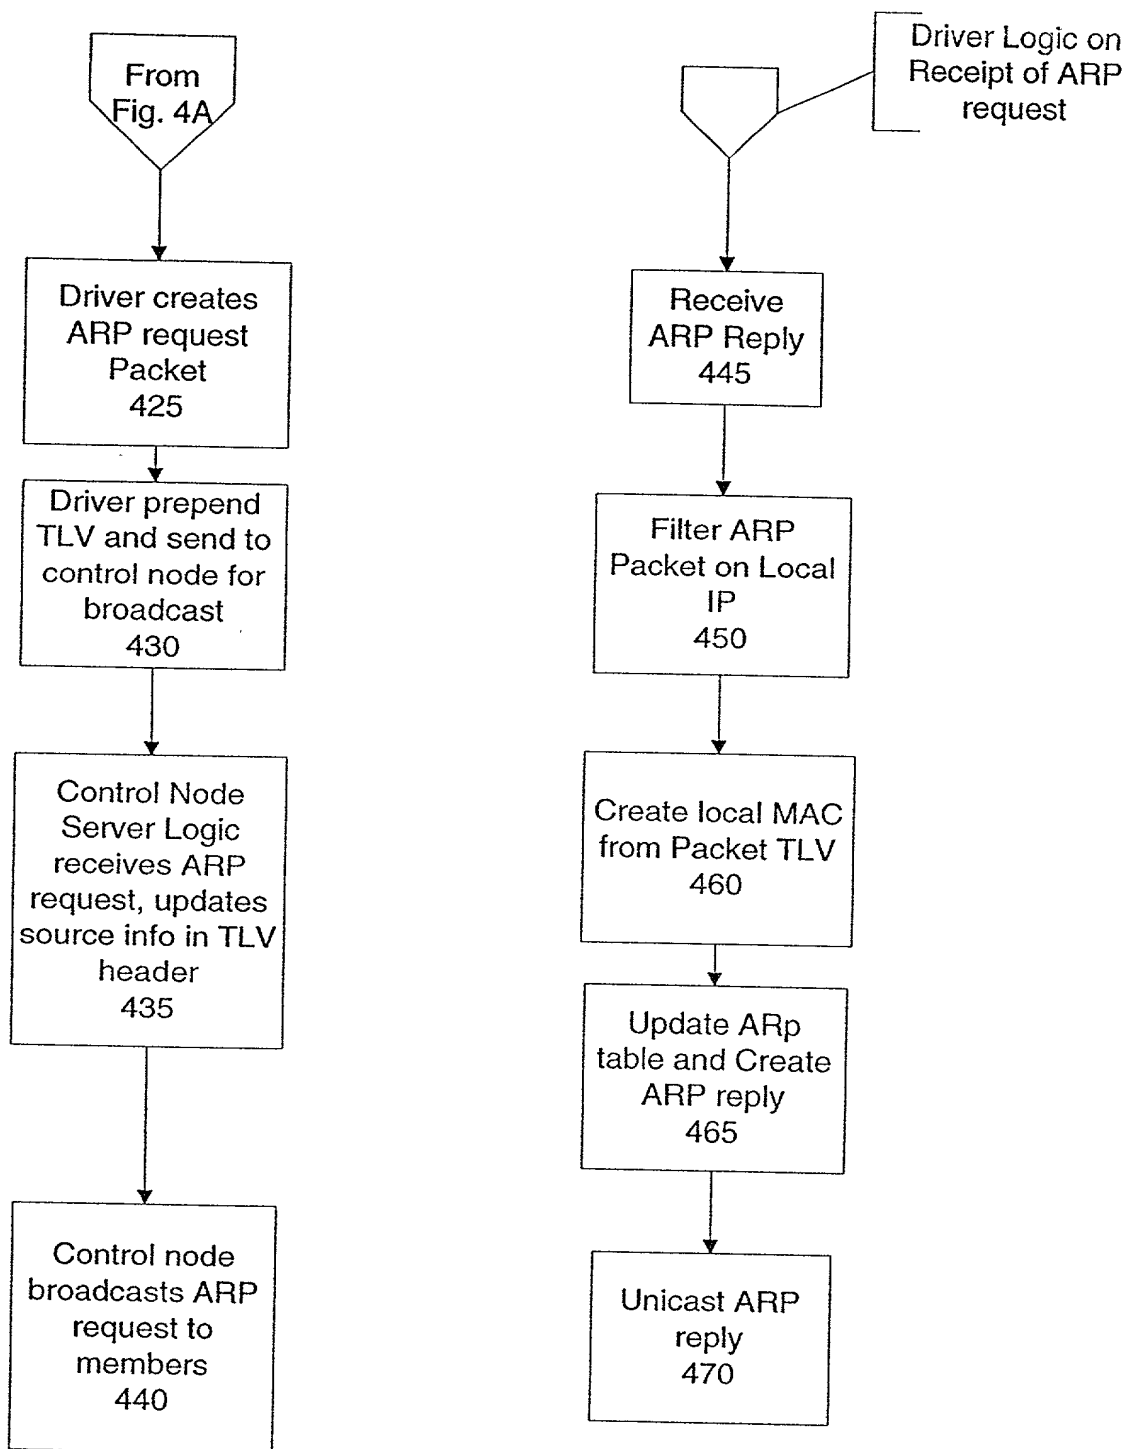 From
Fig. 4A
Driver creates
ARP request
Packet
425
Driver prepend
TLV and send to
control node for
broadcast
430
Control Node
Server Logic
receives ARP
request, updates
source info in TLV
header
435
Control node
broadcasts ARP
request to
members
440
Driver Logic on
Receipt of ARP
request
Receive
ARP Reply
445
Filter ARP
Packet on Local
IP
450
Create local MAC
from Packet TLV
460
Update ARp
table and Create
ARP reply
465
Unicast ARP
reply
470